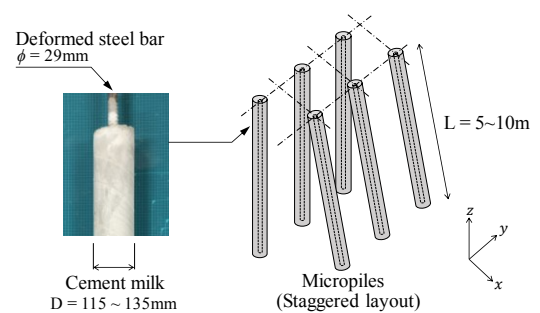 Deformed steel bar
ϕ = 29mm
L = 5~10m
z
y
x
Cement milk
D = 115 ~ 135mm
Micropiles
(Staggered layout)